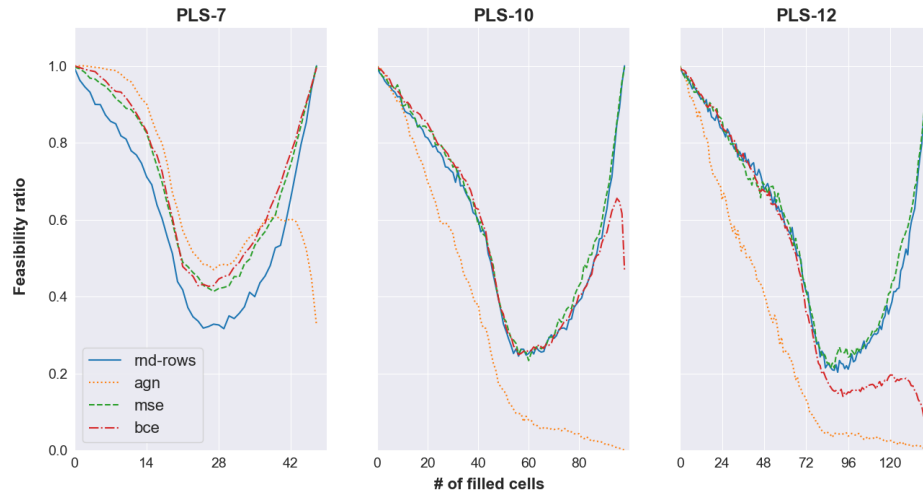 PLS-7 PLS-10 PLS-12
Feasibility ratio
1.0
0.8
0.6
0.4
0.2
0.0
rnd-rows
agn
mse
bce
0 14 28 42
0 20 40 60 80
0 24 48 72 96 120
# of filled cells